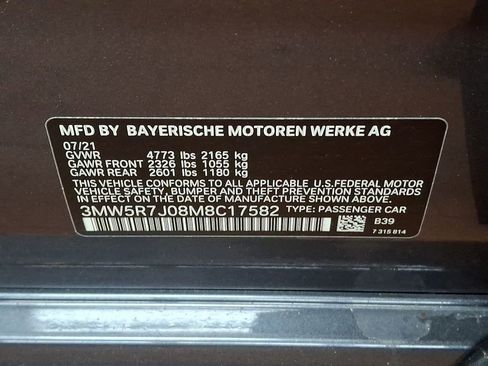 MFD BY BAYERISCHE MOTOREN WERKE AG
07/21
GVWR 4773 lbs 2165 kg
GAWR FRONT 2326 lbs 1055 kg
GAWR REAR 2601 lbs 1180 kg
THIS VEHICLE CONFORMS TO ALL APPLICABLE U.S.FEDERAL MOTOR
VEHICLE SAFETY, BUMPER, AND THEFT PREVENTION STANDARDS
IN EFFECT ON THE DATE OF MANUFACTURE SHOWN ABOVE.
3MW5R7J08M8C17582 TYPE: PASSENGER CAR
B39
7 315 814